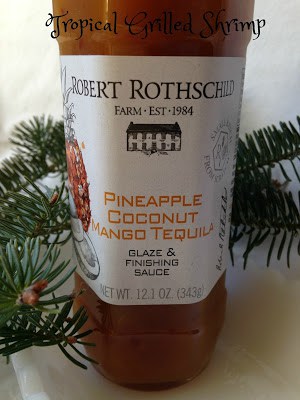 Tropical Grilled Shrimp
ROBERT ROTHSCHILD
FARM • EST • 1984
PINEAPPLE
COCONUT
MANGO TEQUILA
GLAZE &
FINISHING
SAUCE
NET WT. 12.1 OZ. (343g)